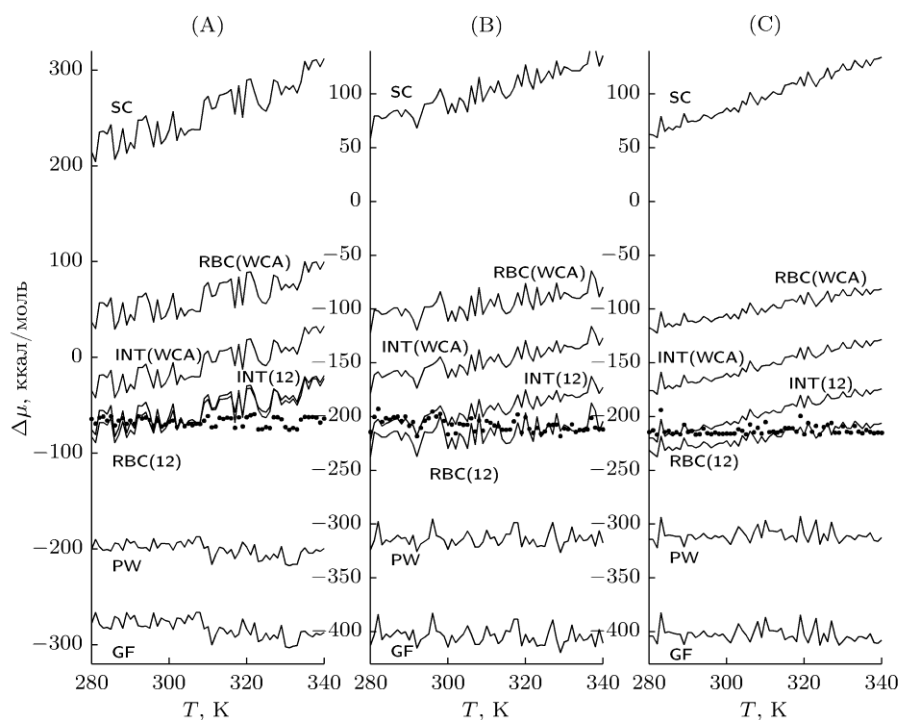 (A) (B) (C)
Δμ, ккал/моль
300
200
100
0
−100
−200
−300
SC
RBC(WCA)
INT(WCA)
INT(12)
RBC(12)
PW
GF
280 300 320 340
T, K
100
50
0
−50
−100
−150
−200
−250
−300
−350
−400
SC
RBC(WCA)
INT(WCA)
INT(12)
RBC(12)
PW
GF
280 300 320 340
T, K
100
50
0
−50
−100
−150
−200
−250
−300
−350
−400
SC
RBC(WCA)
INT(WCA)
INT(12)
RBC(12)
PW
GF
280 300 320 340
T, K